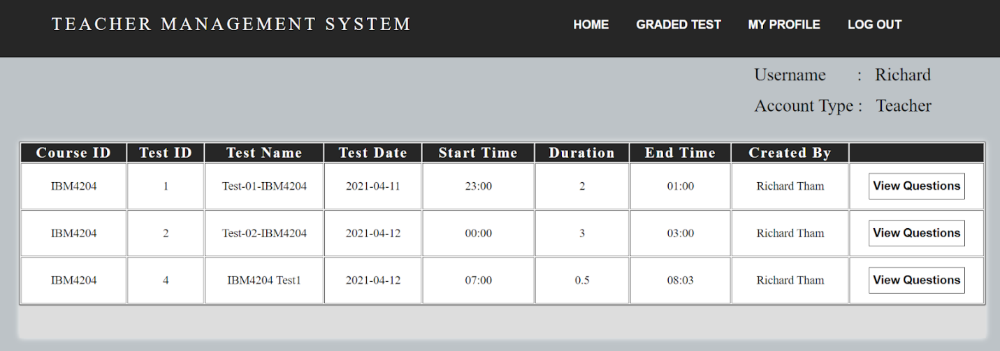 TEACHER MANAGEMENT SYSTEM HOME GRADED TEST MY PROFILE LOG OUT
Username : Richard
Account Type : Teacher
Course ID Test ID Test Name Test Date Start Time Duration End Time Created By
IBM4204 1 Test-01-IBM4204 2021-04-11 23:00 2 01:00 Richard Tham View Questions
IBM4204 2 Test-02-IBM4204 2021-04-12 00:00 3 03:00 Richard Tham View Questions
IBM4204 4 IBM4204 Test1 2021-04-12 07:00 0.5 08:03 Richard Tham View Questions